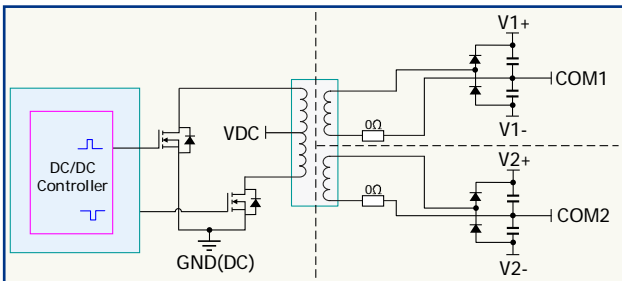 V1+
0Ω
COM1
V1-
VDC
DC/DC
Controller
V2+
0Ω
COM2
V2-
GND(DC)